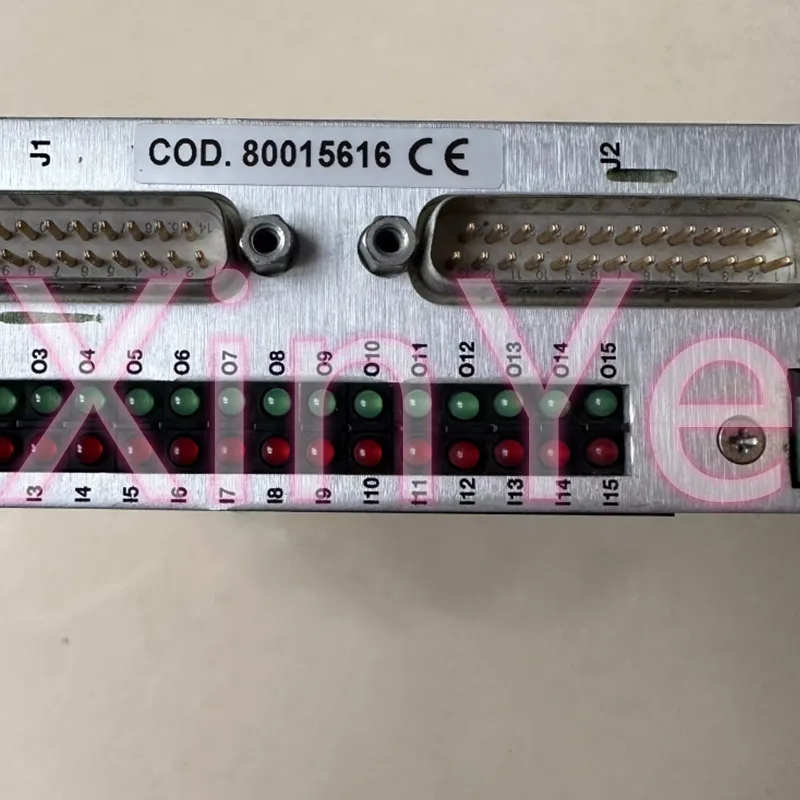 J1
COD. 80015616 CE
J2
O3 O4 O5 O6 O7 O8 O9 O10 O11 O12 O13 O14 O15
I3 I4 I5 I6 I7 I8 I9 I10 I11 I12 I13 I14 I15
XinYe